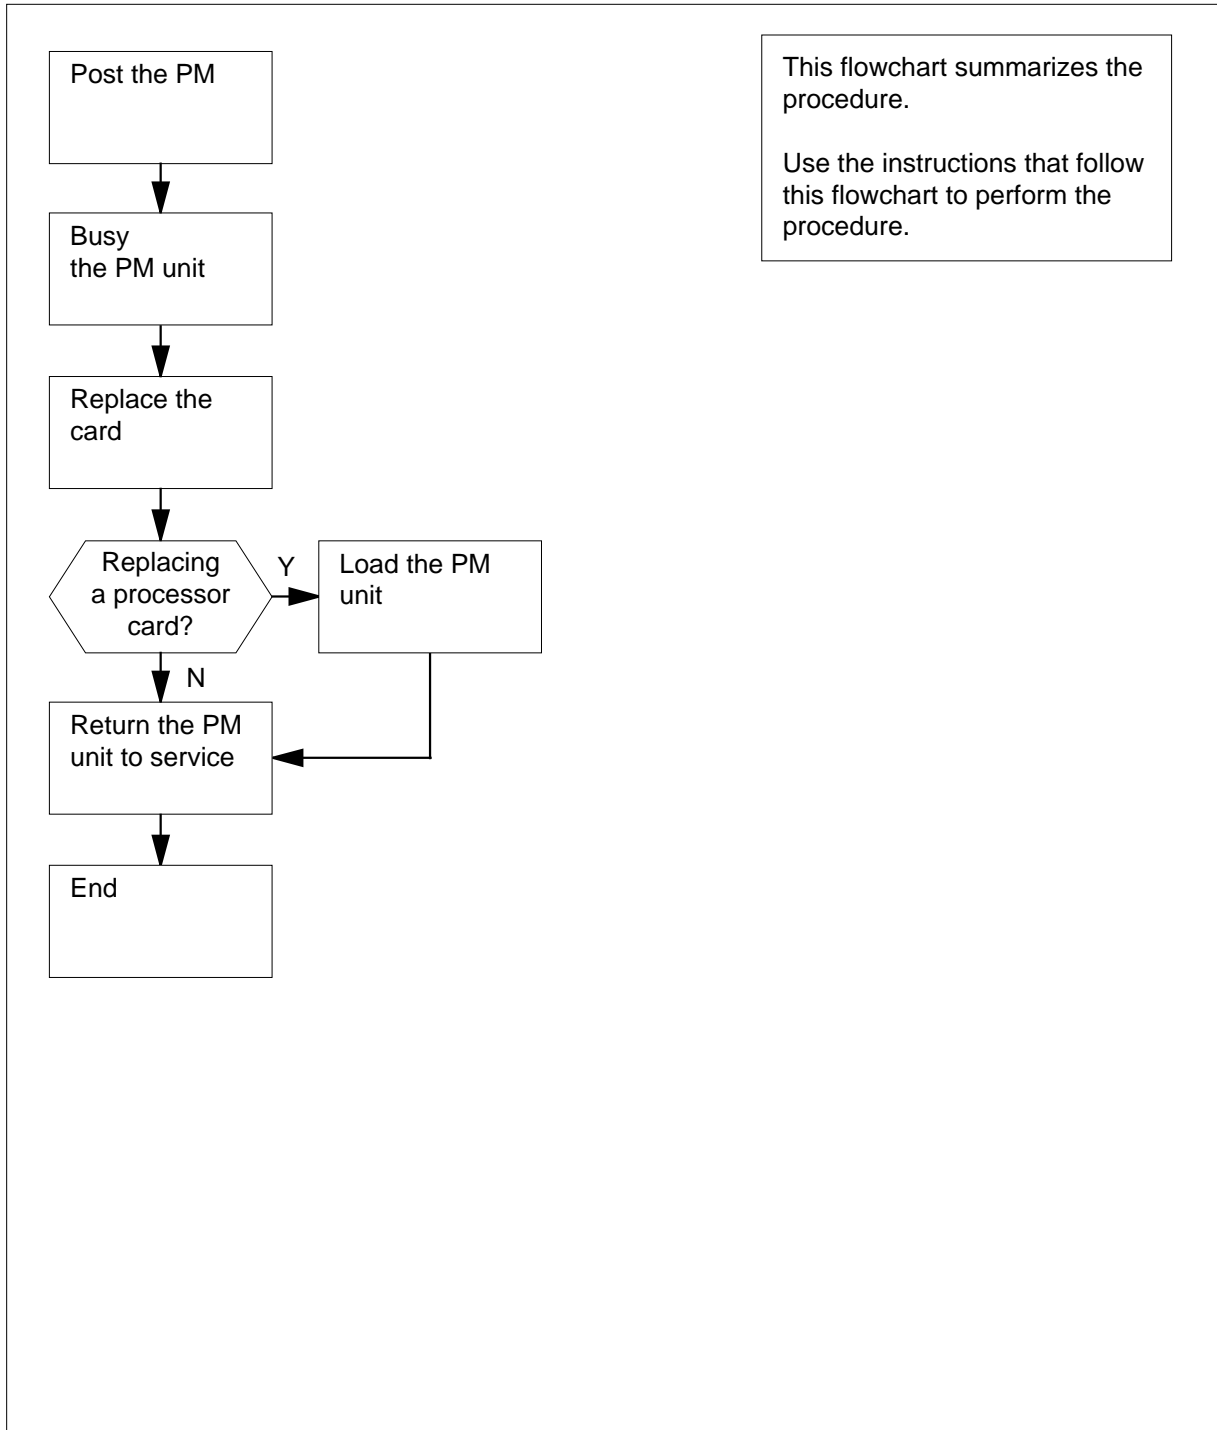 Post the PM
This flowchart summarizes the
procedure.
Use the instructions that follow
this flowchart to perform the
procedure.
Busy
the PM unit
Replace the
card
Replacing
a processor
card?
Y
Load the PM
unit
N
Return the PM
unit to service
End